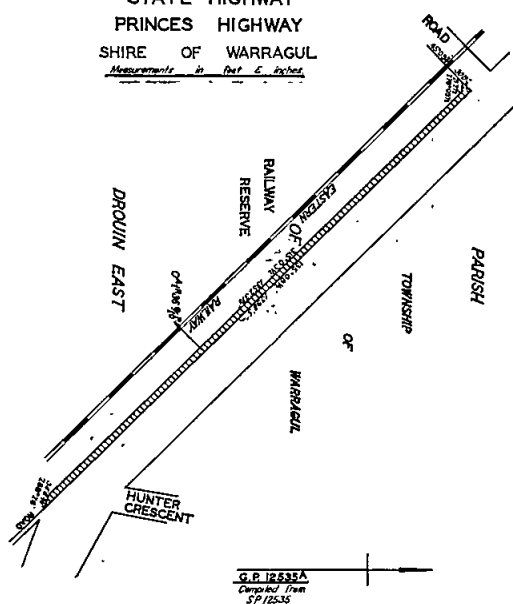 STATE HIGHWAY
PRINCES HIGHWAY
SHIRE OF WARRAGUL
Measurements in feet & inches
ROAD
EASTERN
RAILWAY
RAILWAY
RESERVE
DROUIN EAST
PARISH
OF
TOWNSHIP
OF
WARRAGUL
HUNTER
CRESCENT
ROAD
G.P. 12535A
Compiled from
SP 12535